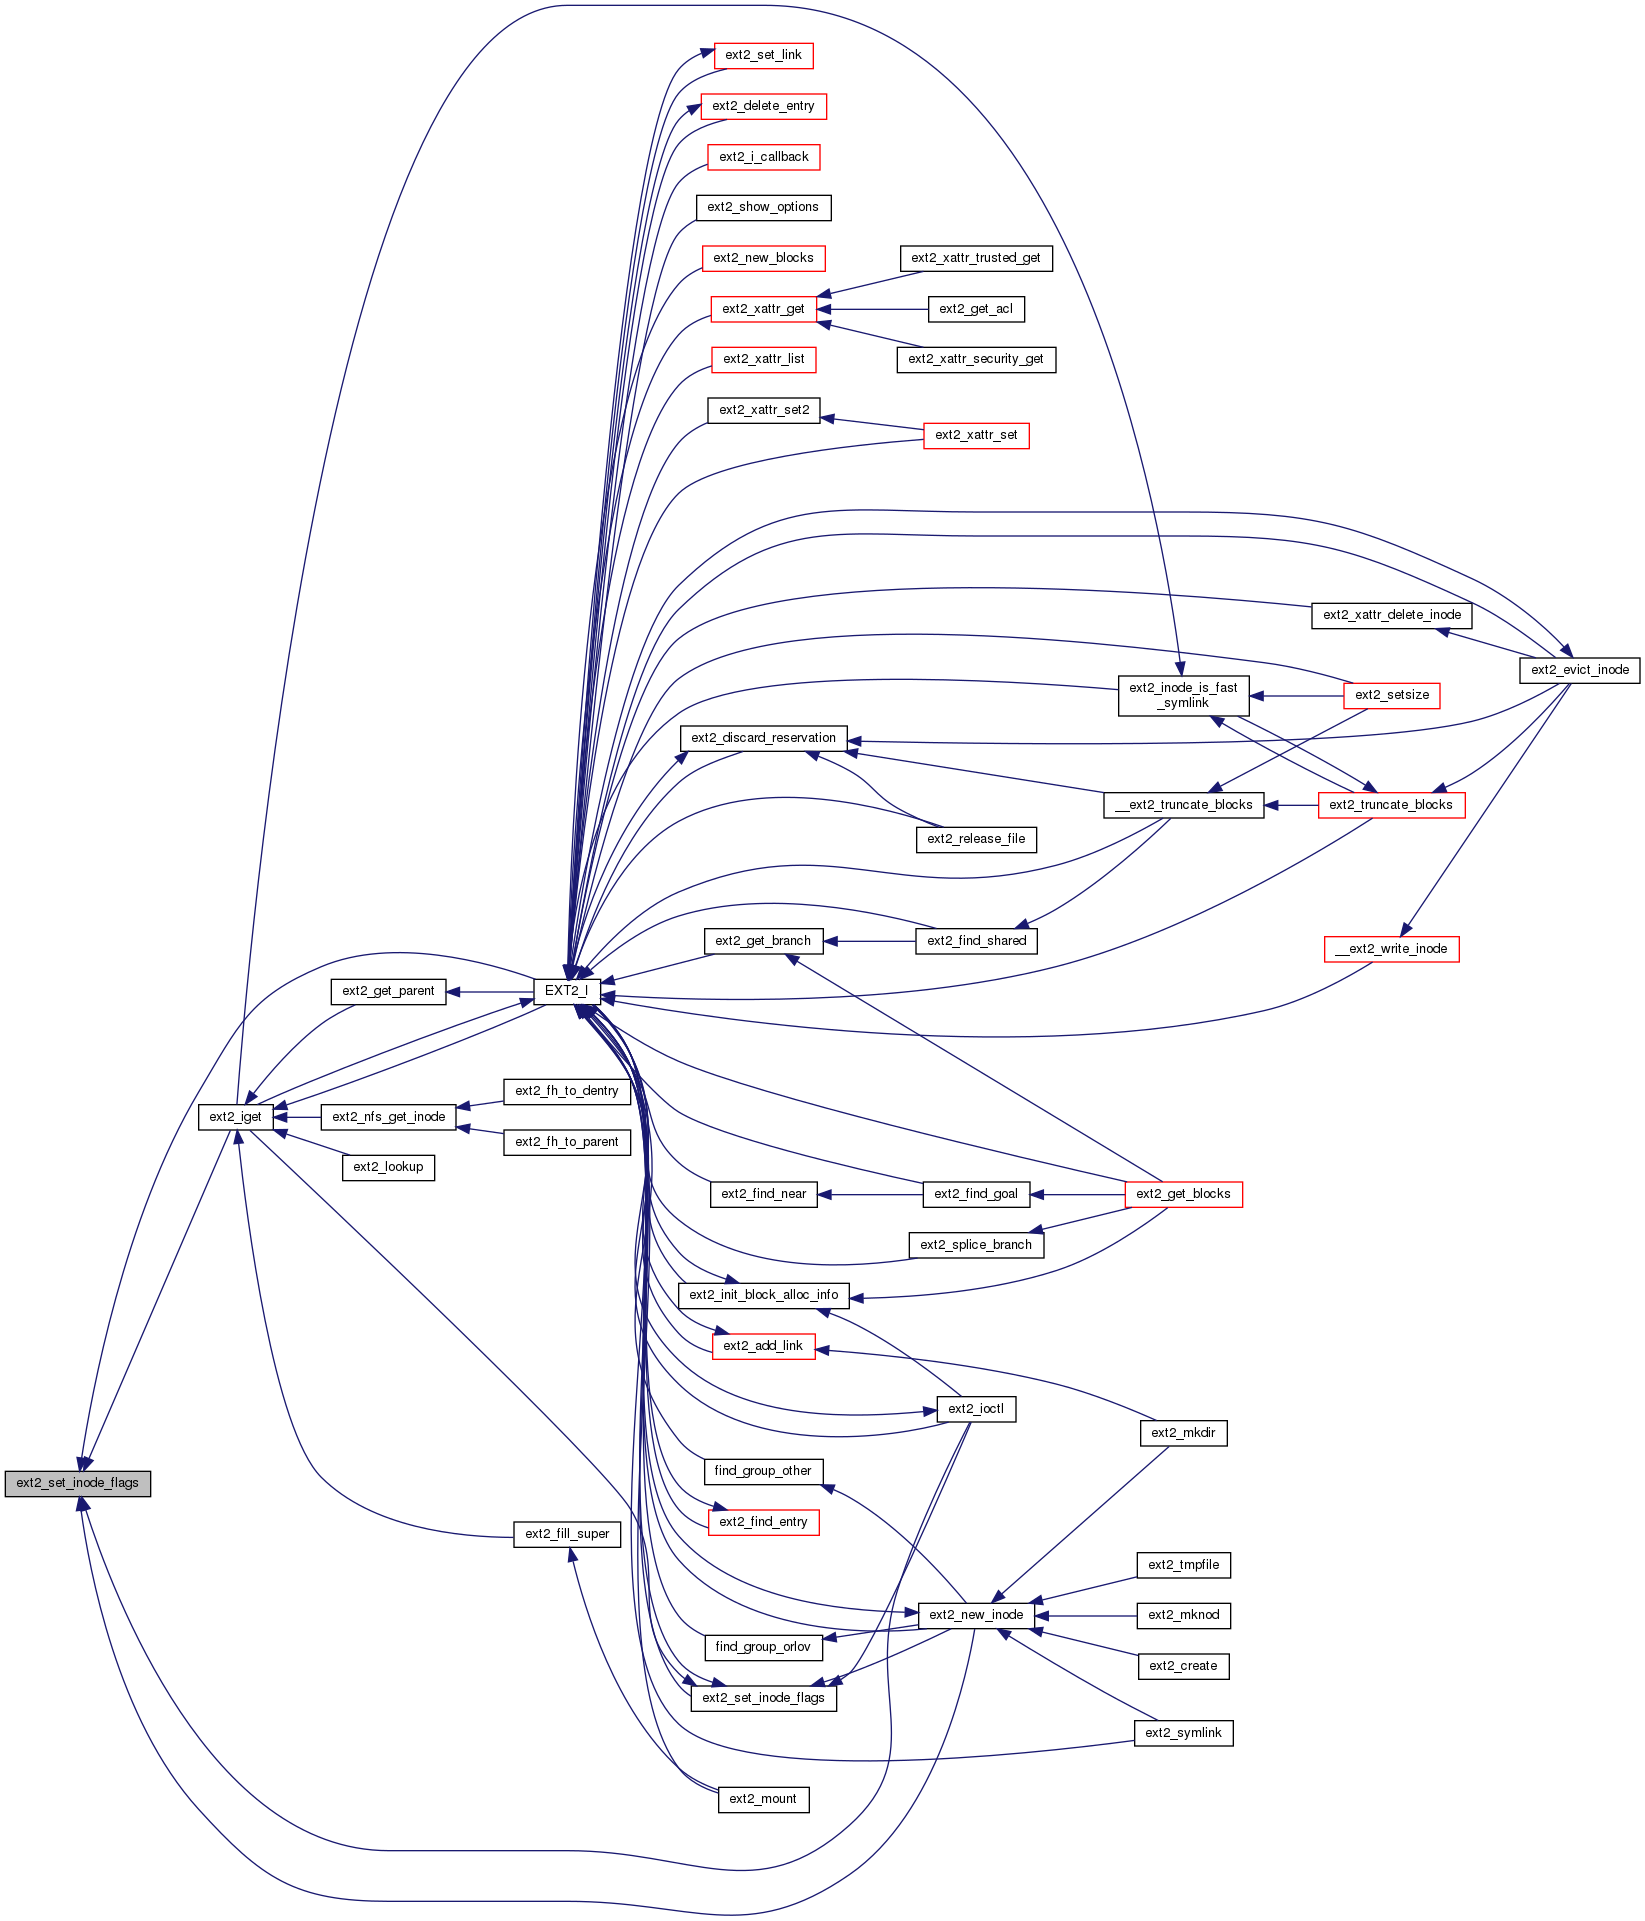 ext2_set_link
ext2_delete_entry
ext2_i_callback
ext2_show_options
ext2_new_blocks
ext2_xattr_trusted_get
ext2_xattr_get
ext2_get_acl
ext2_xattr_security_get
ext2_xattr_list
ext2_xattr_set2
ext2_xattr_set
ext2_xattr_delete_inode
ext2_evict_inode
ext2_inode_is_fast
_symlink
ext2_setsize
ext2_discard_reservation
__ext2_truncate_blocks
ext2_truncate_blocks
ext2_release_file
ext2_get_branch
ext2_find_shared
__ext2_write_inode
ext2_get_parent
EXT2_I
ext2_fh_to_dentry
ext2_iget
ext2_nfs_get_inode
ext2_fh_to_parent
ext2_lookup
ext2_find_near
ext2_find_goal
ext2_get_blocks
ext2_splice_branch
ext2_init_block_alloc_info
ext2_add_link
ext2_ioctl
ext2_mkdir
find_group_other
ext2_set_inode_flags
ext2_find_entry
ext2_fill_super
ext2_tmpfile
ext2_new_inode
ext2_mknod
find_group_orlov
ext2_create
ext2_set_inode_flags
ext2_symlink
ext2_mount